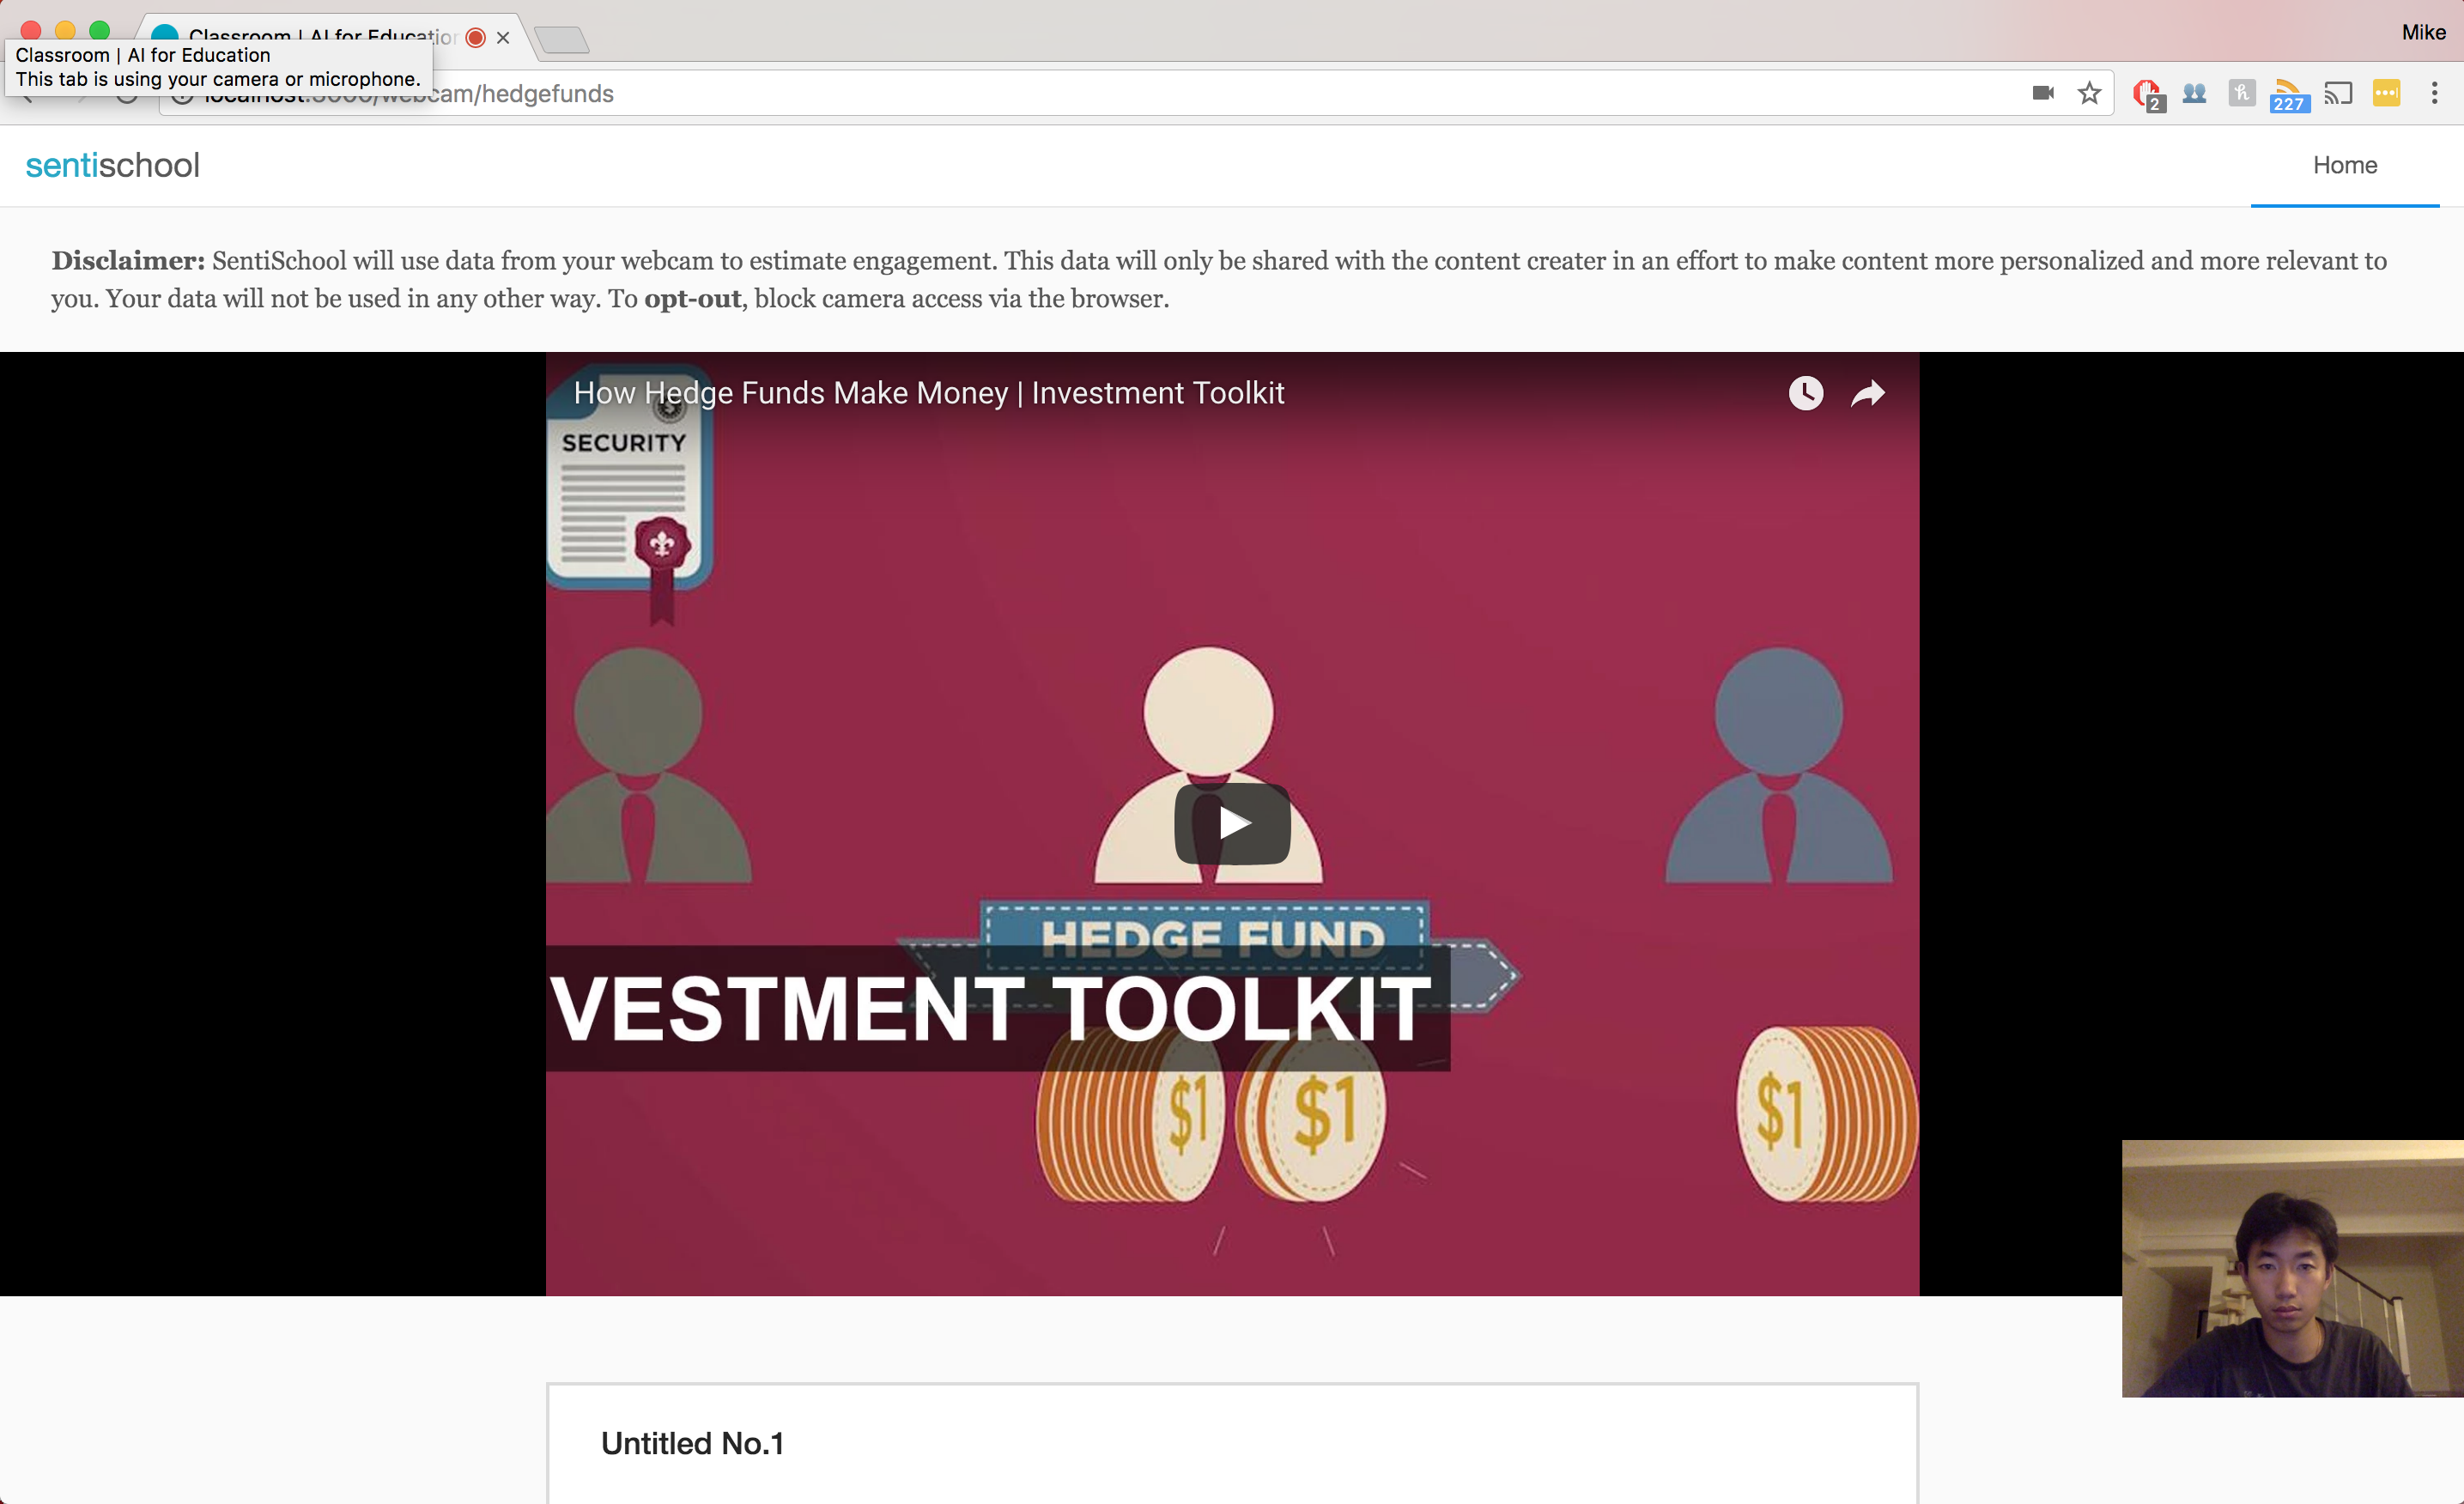 Mike
Classroom | AI for Education
Classroom | AI for Education
This tab is using your camera or microphone.
localhost:3000/webcam/hedgefunds
2
227
sentischool
Home
Disclaimer: SentiSchool will use data from your webcam to estimate engagement. This data will only be shared with the content creater in an effort to make content more personalized and more relevant to
you. Your data will not be used in any other way. To opt-out, block camera access via the browser.
How Hedge Funds Make Money | Investment Toolkit
SECURITY
HEDGE FUND
VESTMENT TOOLKIT
$1
$1
$1
Untitled No.1